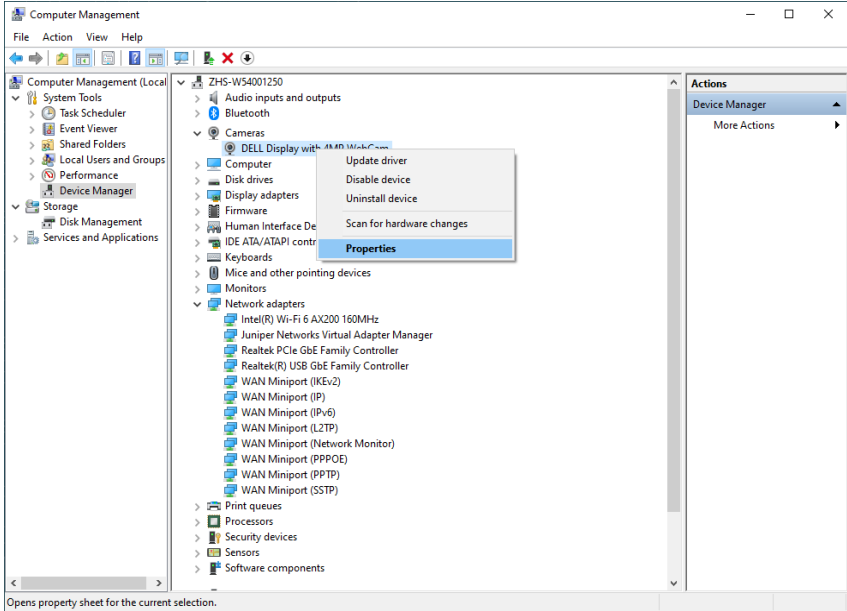 Computer Management
File Action View Help
Computer Management (Local
System Tools
Task Scheduler
Event Viewer
Shared Folders
Local Users and Groups
Performance
Device Manager
Storage
Disk Management
Services and Applications
ZHS-W54001250
Audio inputs and outputs
Bluetooth
Cameras
DELL Display with 4MP WebCam
Computer
Disk drives
Display adapters
Firmware
Human Interface De
IDE ATA/ATAPI contr
Keyboards
Mice and other pointing devices
Monitors
Network adapters
Intel(R) Wi-Fi 6 AX200 160MHz
Juniper Networks Virtual Adapter Manager
Realtek PCIe GbE Family Controller
Realtek(R) USB GbE Family Controller
WAN Miniport (IKEv2)
WAN Miniport (IP)
WAN Miniport (IPv6)
WAN Miniport (L2TP)
WAN Miniport (Network Monitor)
WAN Miniport (PPPOE)
WAN Miniport (PPTP)
WAN Miniport (SSTP)
Print queues
Processors
Security devices
Sensors
Software components
Update driver
Disable device
Uninstall device
Scan for hardware changes
Properties
Actions
Device Manager
More Actions
Opens property sheet for the current selection.